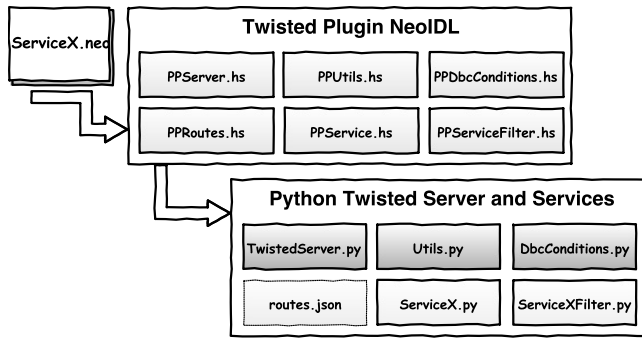 Twisted Plugin NeoIDL
ServiceX.neo
PPServer.hs
PPUtils.hs
PPDbcConditions.hs
PPRoutes.hs
PPService.hs
PPServiceFilter.hs
Python Twisted Server and Services
TwistedServer.py
Utils.py
DbcConditions.py
routes.json
ServiceX.py
ServiceXFilter.py